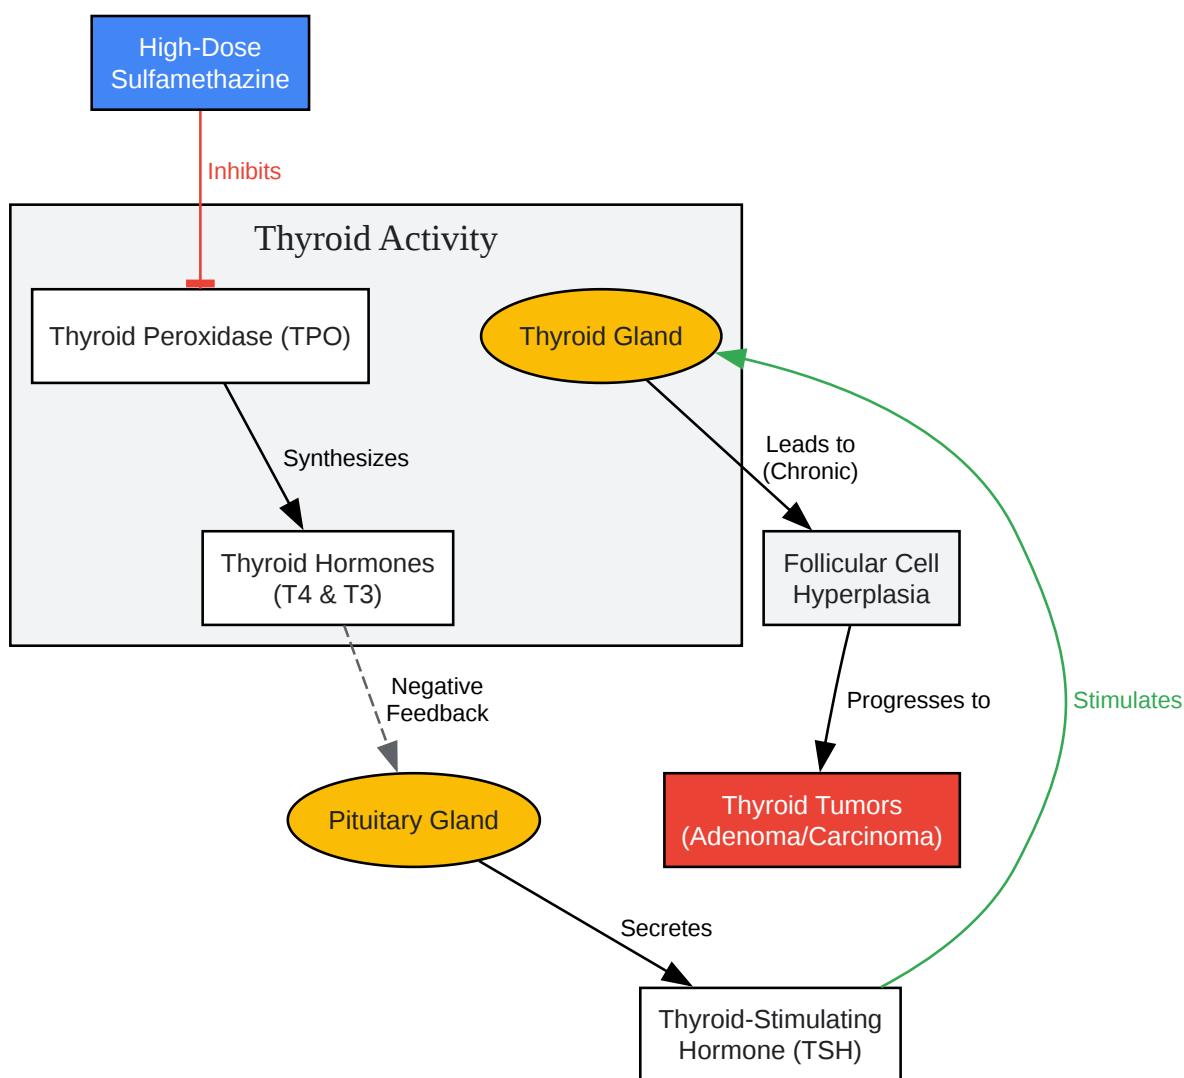 High-Dose
Sulfamethazine
Inhibits
Thyroid Activity
Thyroid Peroxidase (TPO)
Thyroid Gland
Synthesizes
Leads to
(Chronic)
Thyroid Hormones
(T4 & T3)
Follicular Cell
Hyperplasia
Negative
Feedback
Progresses to
Stimulates
Pituitary Gland
Thyroid Tumors
(Adenoma/Carcinoma)
Secretes
Thyroid-Stimulating
Hormone (TSH)